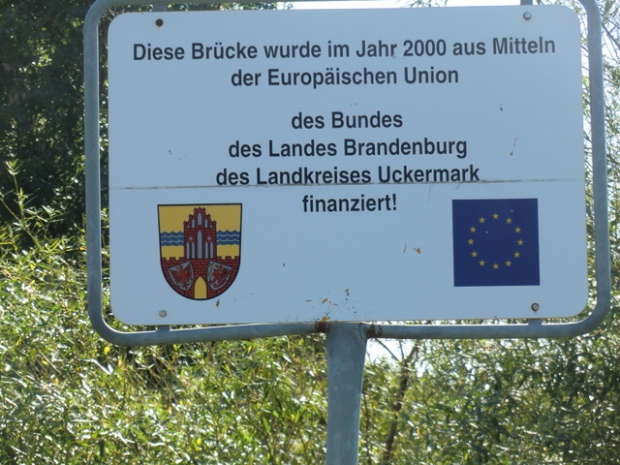 Diese Brücke wurde im Jahr 2000 aus Mitteln
der Europäischen Union
des Bundes
des Landes Brandenburg
des Landkreises Uckermark
finanziert!